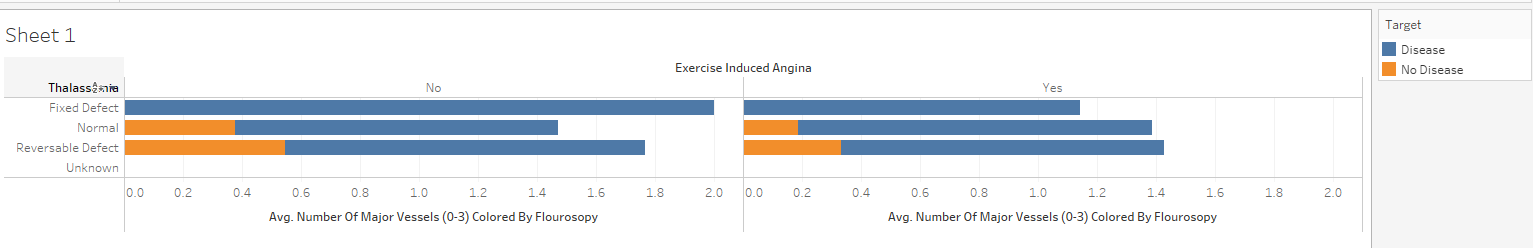 Sheet 1
Exercise Induced Angina
No Yes
Fixed Defect
Normal
Reversable Defect
Unknown
0.0 0.2 0.4 0.6 0.8 1.0 1.2 1.4 1.6 1.8 2.0
0.0 0.2 0.4 0.6 0.8 1.0 1.2 1.4 1.6 1.8 2.0
Avg. Number Of Major Vessels (0-3) Colored By Flourosopy
Avg. Number Of Major Vessels (0-3) Colored By Flourosopy
Target
Disease
No Disease